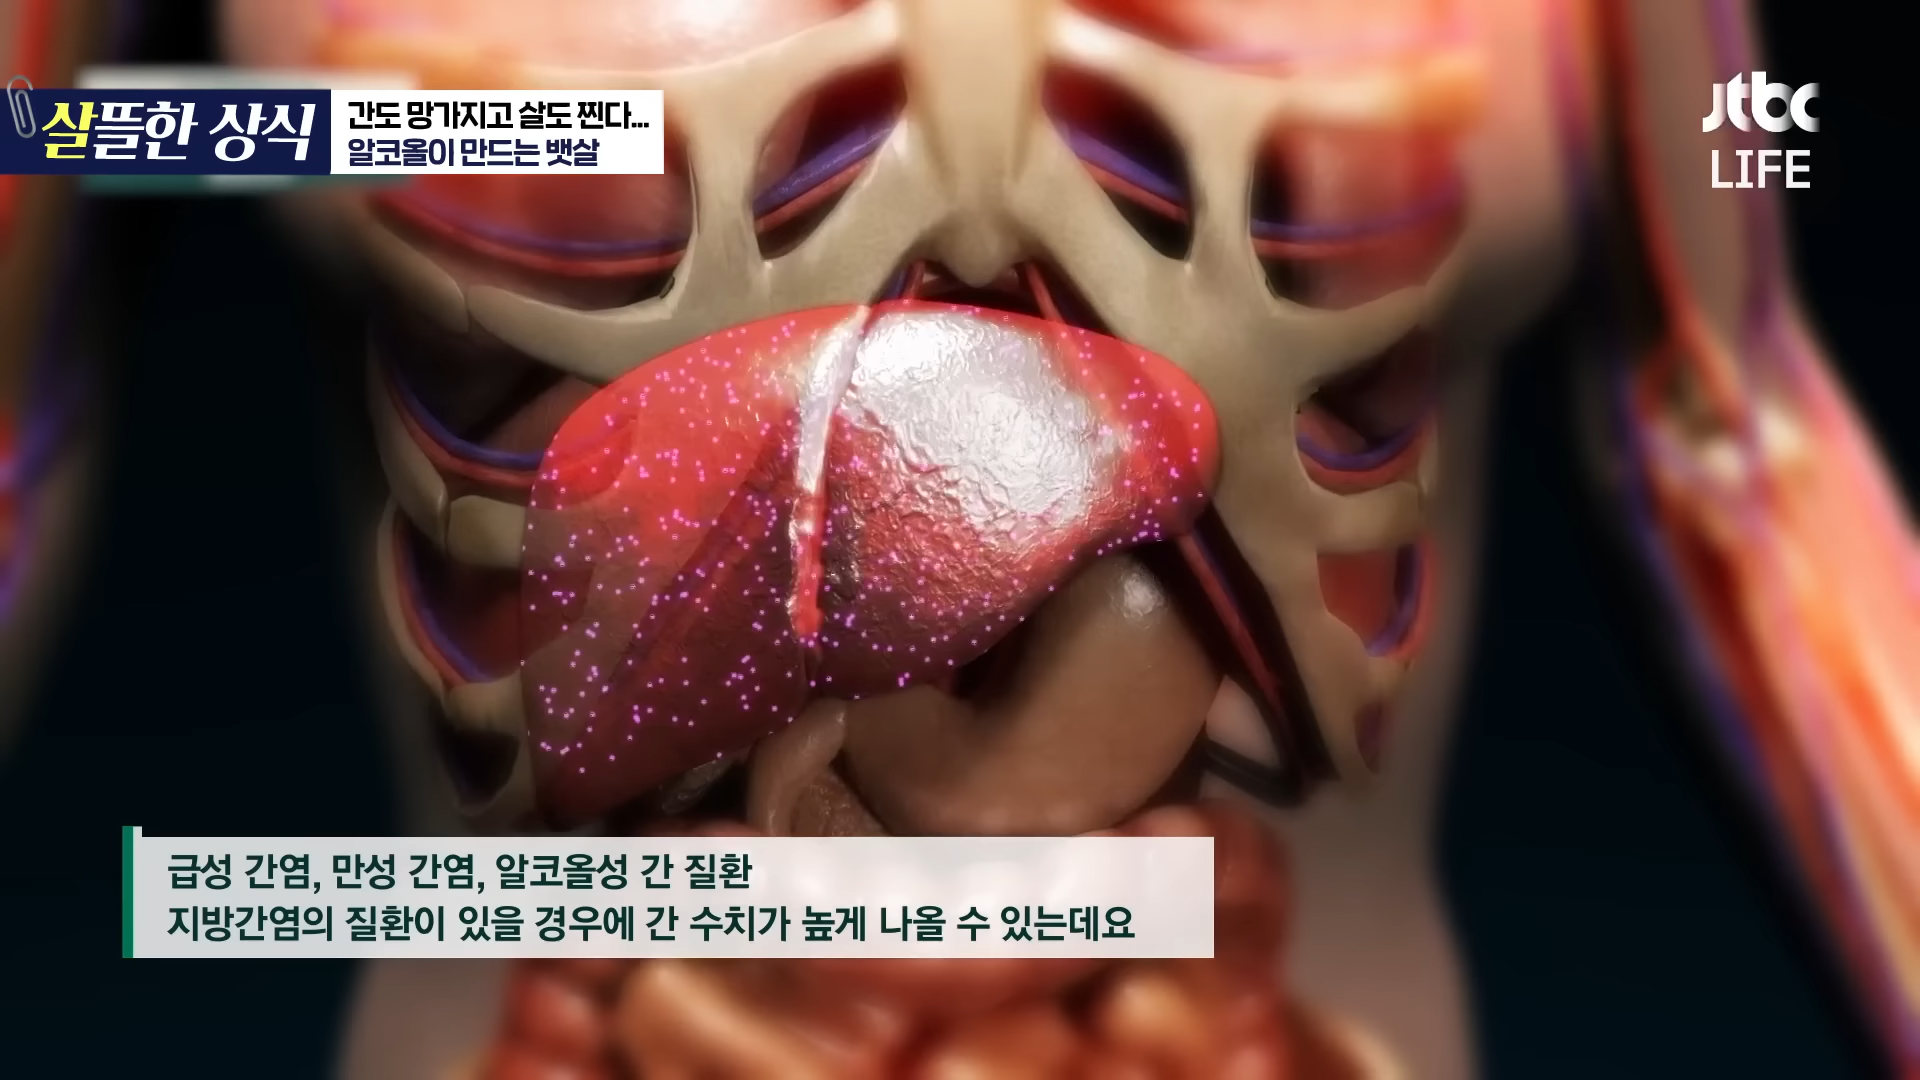 살뜰한 상식
간도 망가지고 살도 찐다...
알코올이 만드는 뱃살
jtbc
LIFE
급성 간염, 만성 간염, 알코올성 간 질환
지방간염의 질환이 있을 경우에 간 수치가 높게 나올 수 있는데요